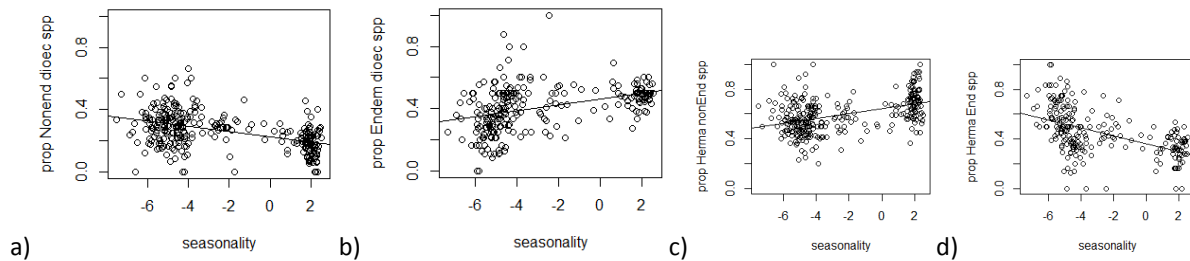 a)
prop Nonend dioec spp
0.0 0.4 0.8
-6 -4 -2 0 2
seasonality
b)
prop Endem dioec spp
0.0 0.4 0.8
-6 -4 -2 0 2
seasonality
c)
prop Herma nonEnd spp
0.0 0.4 0.8
-6 -4 -2 0 2
seasonality
d)
prop Herma End spp
0.0 0.4 0.8
-6 -4 -2 0 2
seasonality